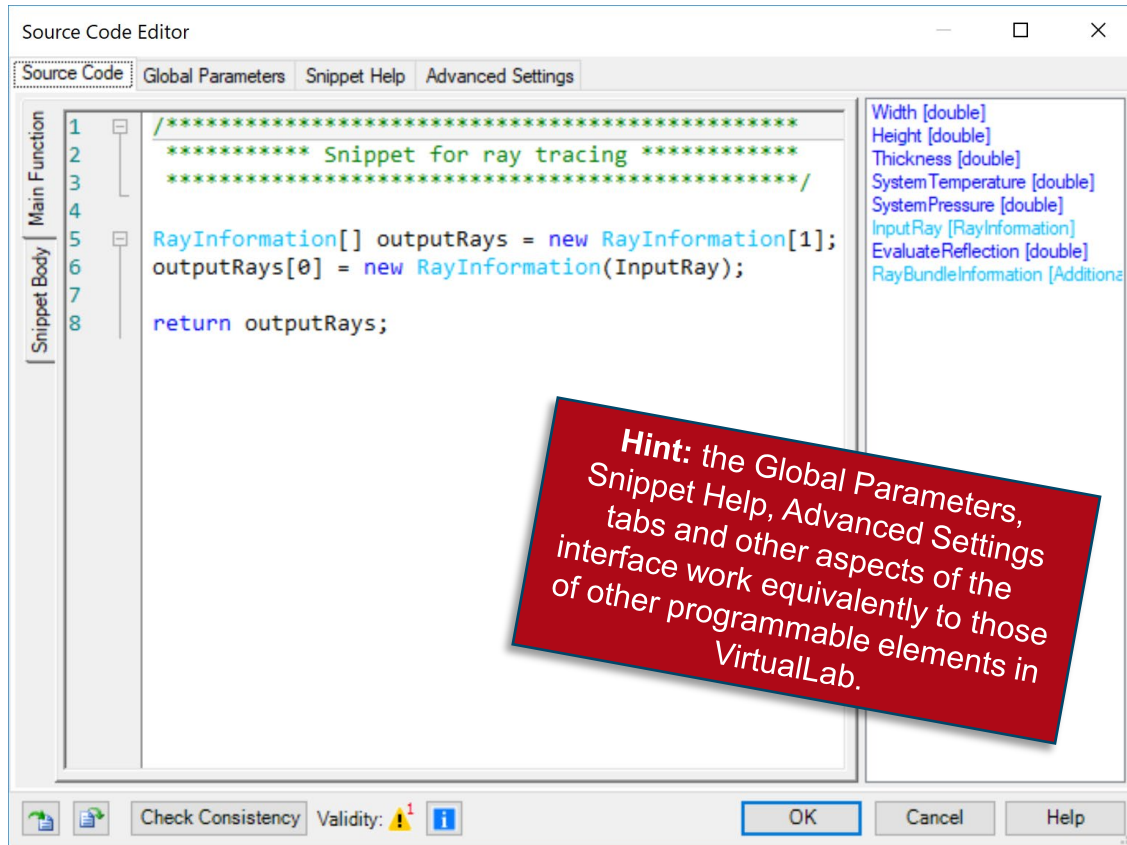 Source Code Editor
Source Code Global Parameters Snippet Help Advanced Settings
Main Function
Snippet Body
1 /************************************************
2 *********** Snippet for ray tracing ************
3 ************************************************/
4
5 RayInformation[] outputRays = new RayInformation[1];
6 outputRays[0] = new RayInformation(InputRay);
7
8 return outputRays;
Width [double]
Height [double]
Thickness [double]
SystemTemperature [double]
SystemPressure [double]
InputRay [RayInformation]
EvaluateReflection [double]
RayBundleInformation [Additiona
Hint: the Global Parameters,
Snippet Help, Advanced Settings
tabs and other aspects of the
interface work equivalently to those
of other programmable elements in
VirtualLab.
Check Consistency Validity: 1 OK Cancel Help